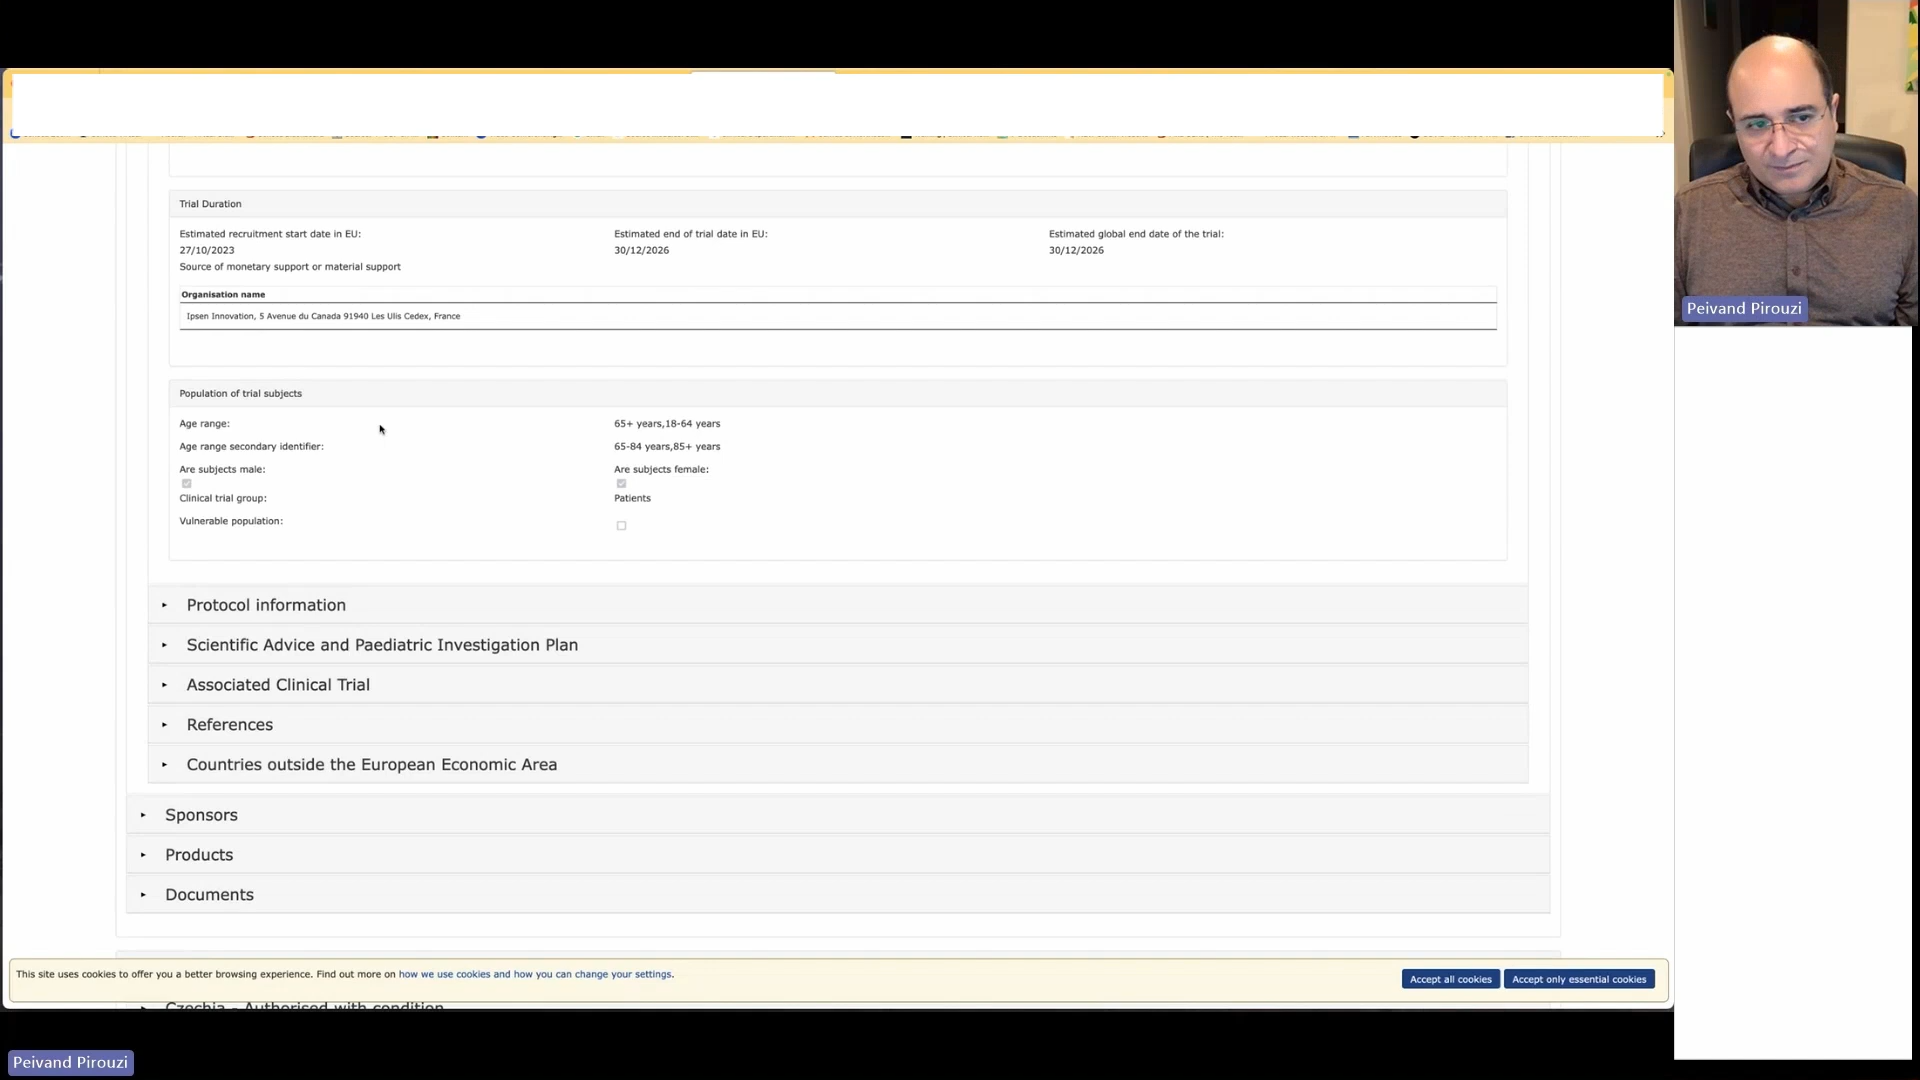 Trial Duration
Estimated recruitment start date in EU: Estimated end of trial date in EU: Estimated global end date of the trial:
27/10/2023 30/12/2026 30/12/2026
Source of monetary support or material support
Organisation name
Ipsen Innovation, 5 Avenue du Canada 91940 Les Ulis Cedex, France
Population of trial subjects
Age range: 65+ years,18-64 years
Age range secondary identifier: 65-84 years,85+ years
Are subjects male: Are subjects female:
Clinical trial group: Patients
Vulnerable population:
Protocol information
Scientific Advice and Paediatric Investigation Plan
Associated Clinical Trial
References
Countries outside the European Economic Area
Sponsors
Products
Documents
This site uses cookies to offer you a better browsing experience. Find out more on how we use cookies and how you can change your settings.
Accept all cookies Accept only essential cookies
Czechia - Authorised with condition
Peivand Pirouzi
Peivand Pirouzi